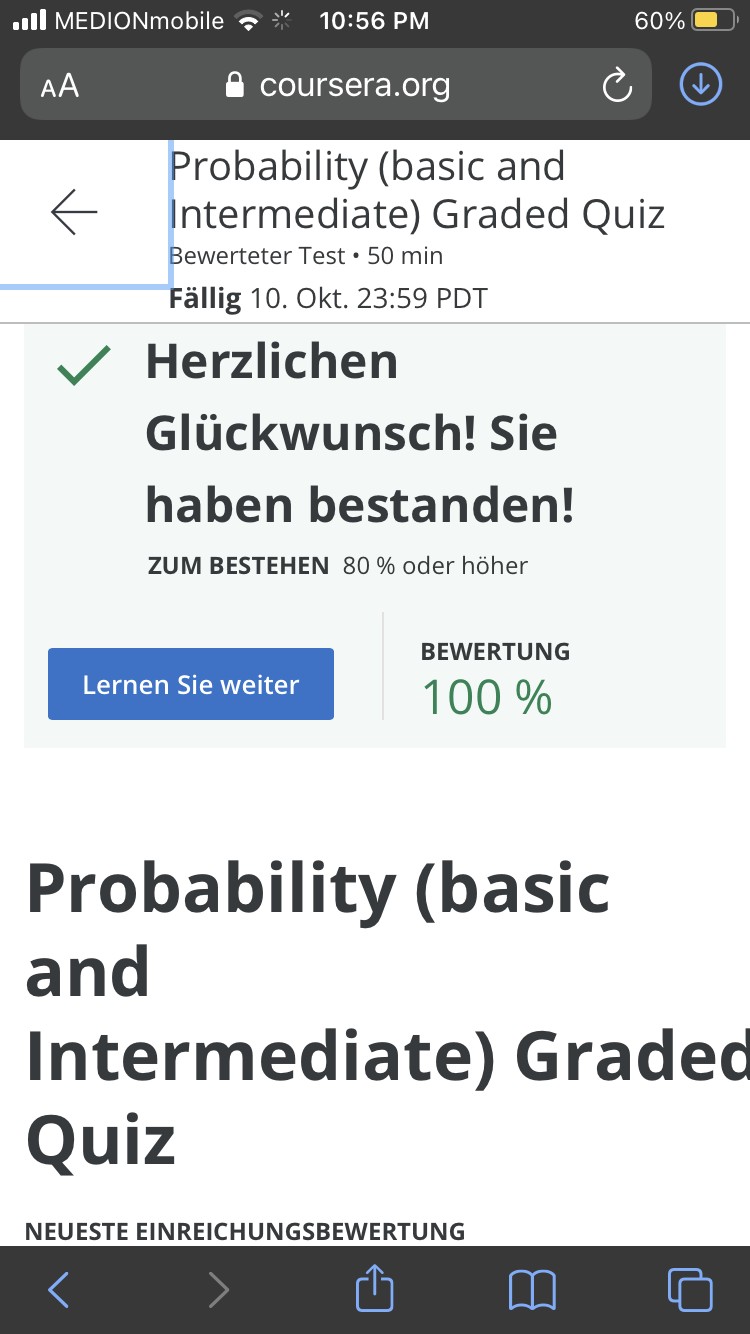 MEDIONmobile 10:56 PM 60%
AA coursera.org
Probability (basic and
Intermediate) Graded Quiz
Bewerteter Test • 50 min
Fällig 10. Okt. 23:59 PDT
Herzlichen
Glückwunsch! Sie
haben bestanden!
ZUM BESTEHEN 80 % oder höher
Lernen Sie weiter
BEWERTUNG
100 %
Probability (basic
and
Intermediate) Graded
Quiz
NEUESTE EINREICHUNGSBEWERTUNG